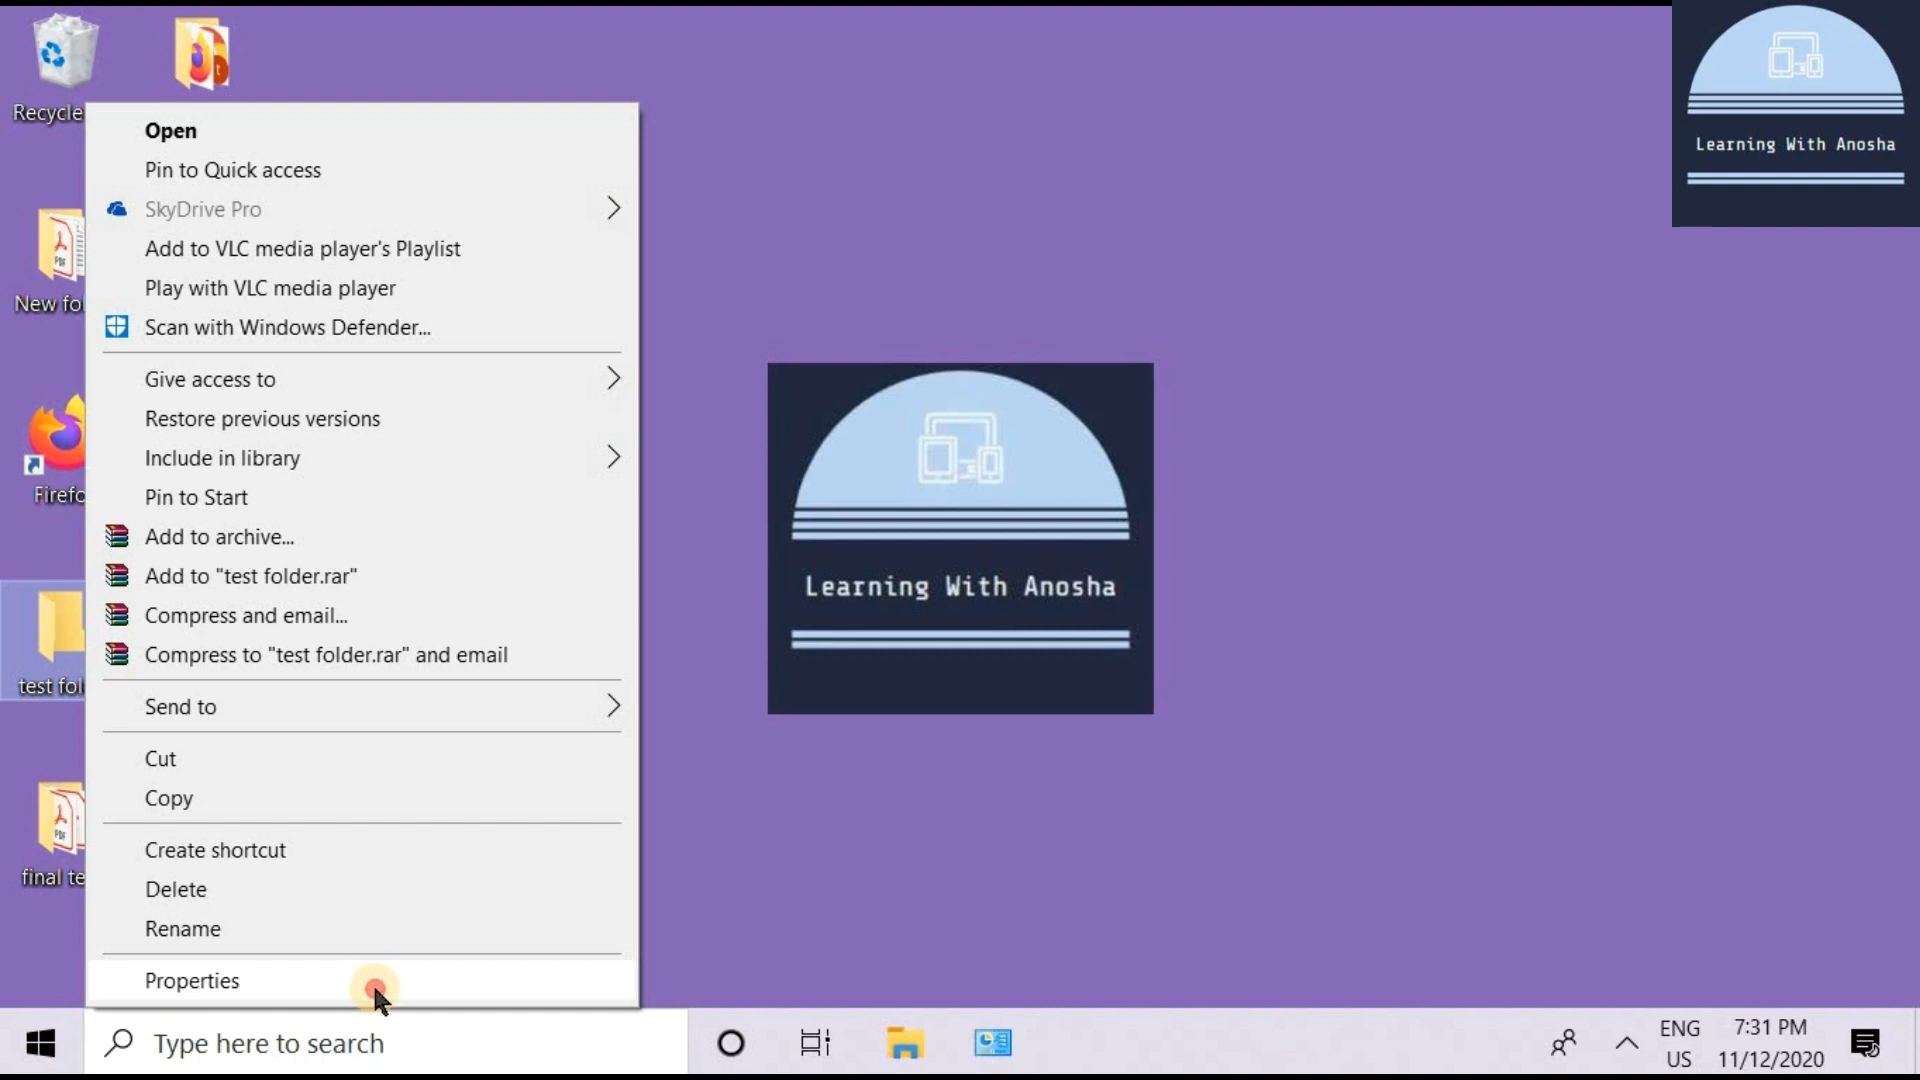 Recycle
Open
Pin to Quick access
SkyDrive Pro
Add to VLC media player's Playlist
Play with VLC media player
Scan with Windows Defender...
Give access to
Restore previous versions
Include in library
Pin to Start
Add to archive...
Add to "test folder.rar"
Compress and email...
Compress to "test folder.rar" and email
Send to
Cut
Copy
Create shortcut
Delete
Rename
Properties
New fo
Firefo
test fol
final te
Learning With Anosha
Learning With Anosha
Type here to search
ENG
US
7:31 PM
11/12/2020